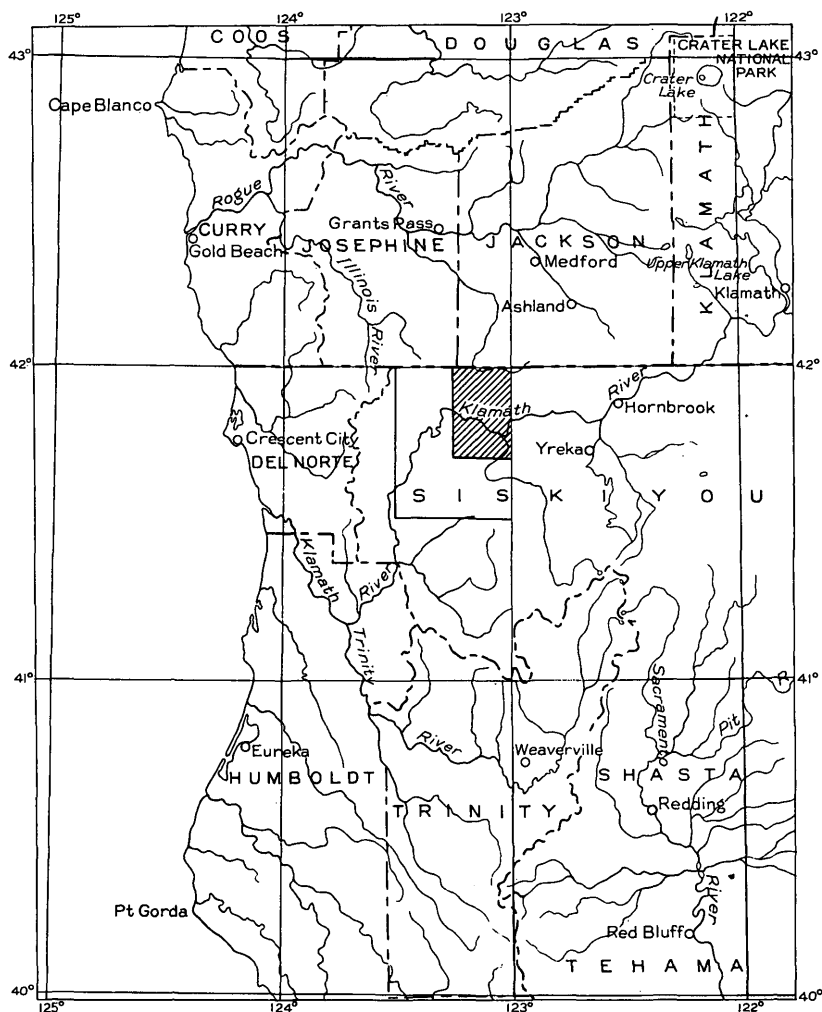 124° 123° 122°
COOS DOUGLAS CRATER LAKE
NATIONAL
PARK
43° 43°
Crater
Lake
Cape Blanco
KLAMATH
Rogue River
CURRY Grants Pass
Gold Beach JOSEPHINE JACKSON
Illinois River
Medford Upper Klamath
Lake
Klamath
Ashland
42° 42°
River
Klamath Hornbrook
Crescent City
DEL NORTE Yreka
SISKIYOU
Klamath
River
Trinity
41° 41°
R
Sacramento
Pit
River Weaverville
Eureka
HUMBOLDT SHASTA
TRINITY Redding
River
Pt Gorda
Red Bluff
TEHAMA
40° 40°
125° 124° 123° 122°